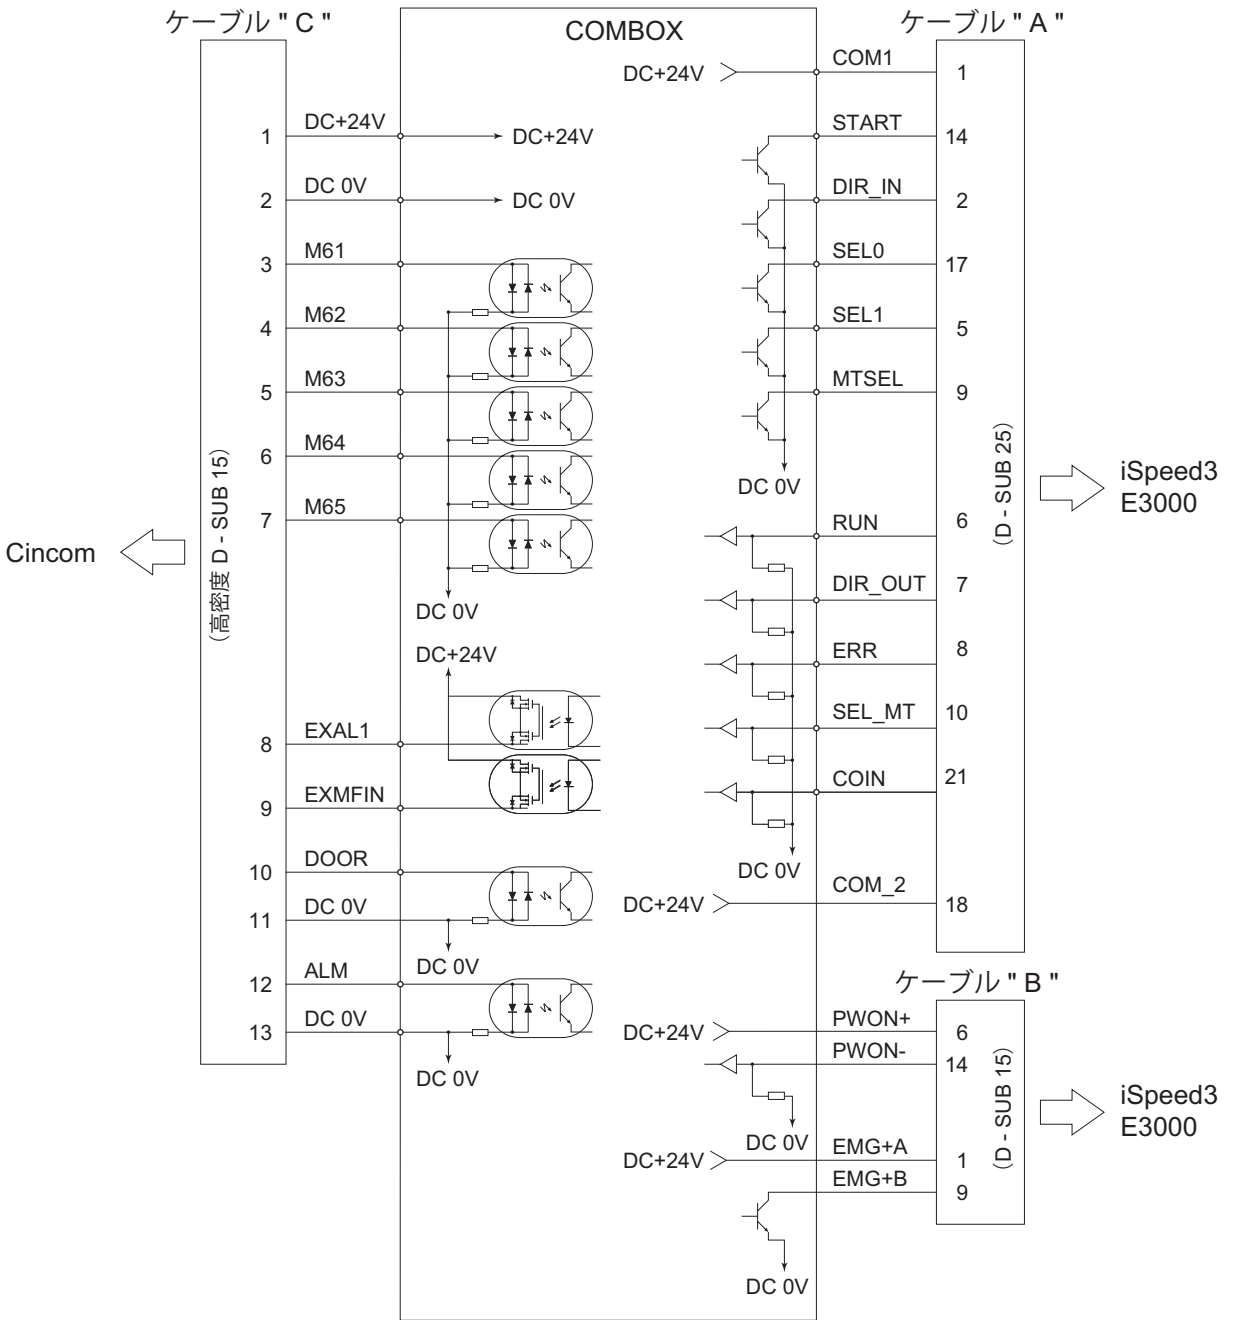 ケーブル " C "
COMBOX
ケーブル " A "
DC+24V
COM1
1
1
DC+24V
DC+24V
START
14
2
DC 0V
DC 0V
DIR_IN
2
3
M61
SEL0
17
4
M62
SEL1
5
5
M63
MTSEL
9
6
M64
DC 0V
7
M65
RUN
6
(高密度 D - SUB 15)
(D - SUB 25)
iSpeed3
E3000
Cincom
DC 0V
DIR_OUT
7
DC+24V
ERR
8
SEL_MT
10
8
EXAL1
COIN
21
9
EXMFIN
DC 0V
10
DOOR
COM_2
DC+24V
18
11
DC 0V
DC 0V
12
ALM
ケーブル " B "
13
DC 0V
DC+24V
PWON+
6
PWON-
14
DC 0V
(D - SUB 15)
iSpeed3
E3000
DC 0V
DC+24V
EMG+A
1
EMG+B
9
DC 0V